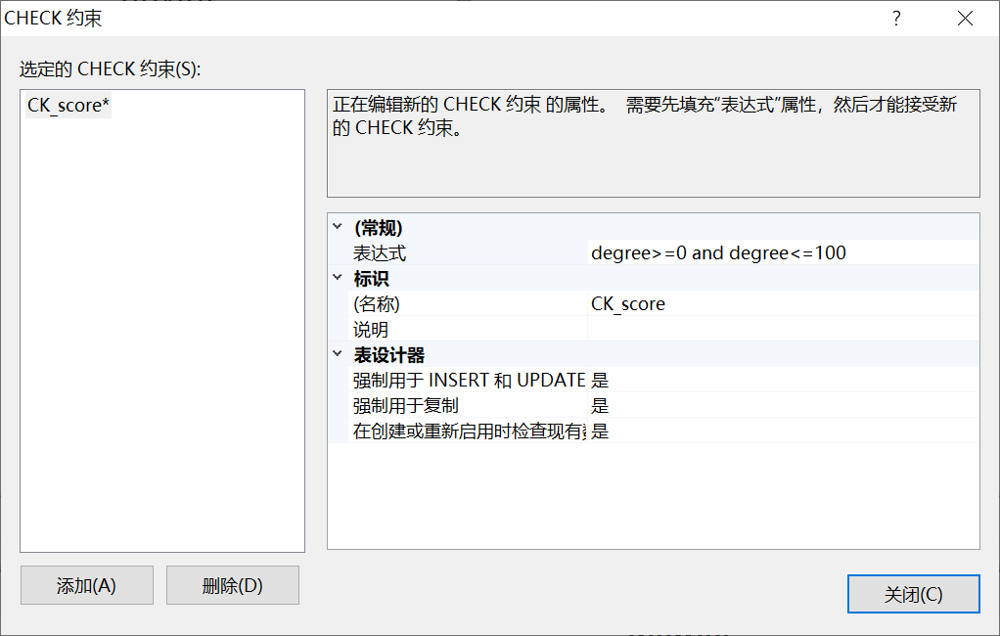 CHECK 约束
?
选定的 CHECK 约束(S):
CK_score*
正在编辑新的 CHECK 约束 的属性。 需要先填充“表达式”属性，然后才能接受新
的 CHECK 约束。
(常规)
表达式 degree>=0 and degree<=100
标识
(名称) CK_score
说明
表设计器
强制用于 INSERT 和 UPDATE 是
强制用于复制 是
在创建或重新启用时检查现有 是
添加(A) 删除(D)
关闭(C)